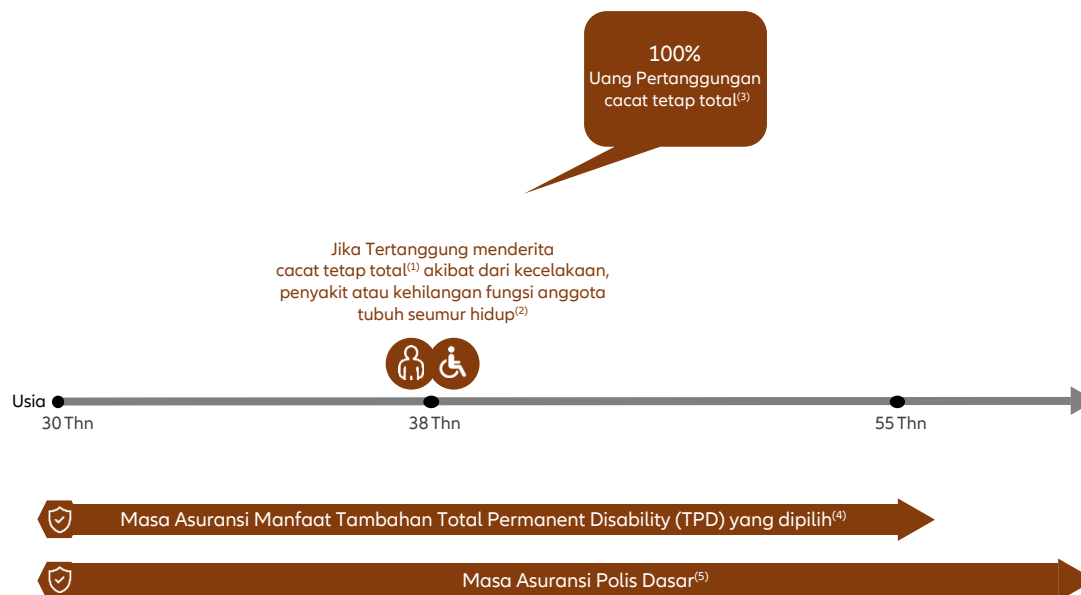 100%
Uang Pertanggungan
cacat tetap total(3)
Jika Tertanggung menderita
cacat tetap total(1) akibat dari kecelakaan,
penyakit atau kehilangan fungsi anggota
tubuh seumur hidup(2)
Usia
30 Thn
38 Thn
55 Thn
Masa Asuransi Manfaat Tambahan Total Permanent Disability (TPD) yang dipilih(4)
Masa Asuransi Polis Dasar(5)